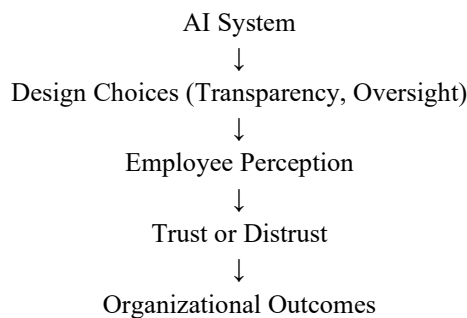 AI System
↓
Design Choices (Transparency, Oversight)
↓
Employee Perception
↓
Trust or Distrust
↓
Organizational Outcomes